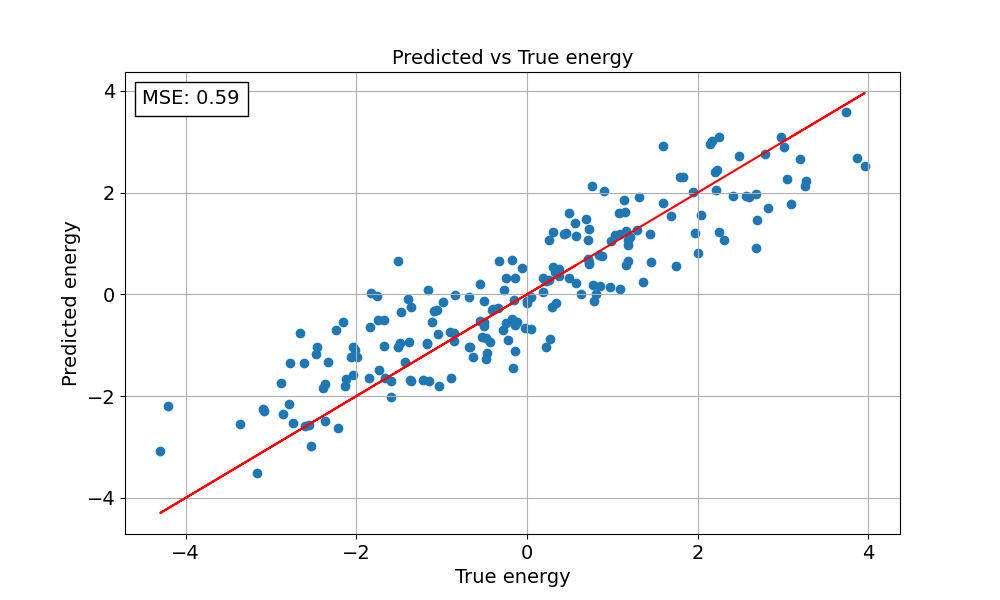 Predicted vs True energy
MSE: 0.59
Predicted energy
4
2
0
−2
−4
−4 −2 0 2 4
True energy